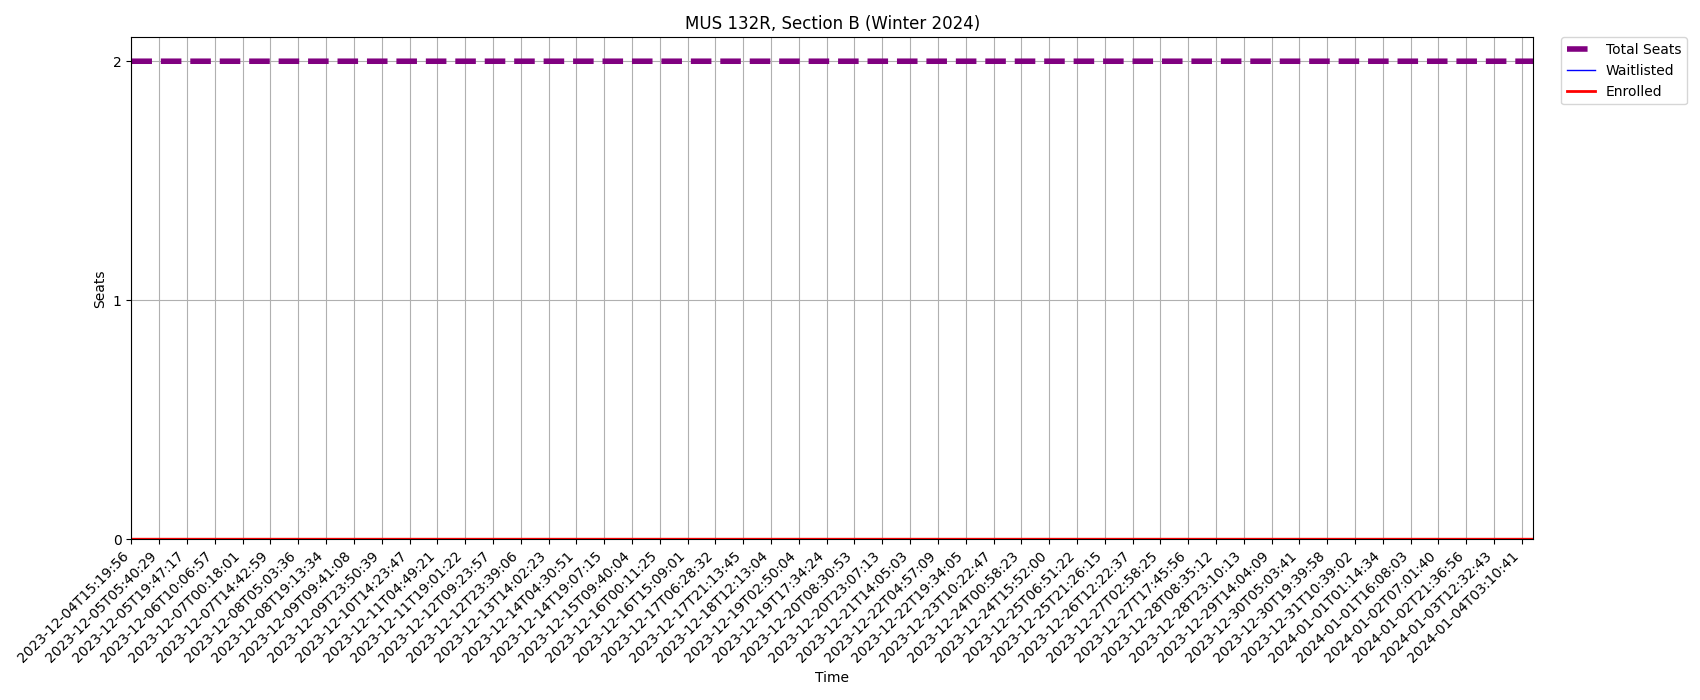 MUS 132R, Section B (Winter 2024)
Total Seats
Waitlisted
Enrolled
Seats
2
1
0
2023-12-04T15:19:56
2023-12-05T05:40:29
2023-12-05T19:47:17
2023-12-06T10:06:57
2023-12-07T00:18:01
2023-12-07T14:42:59
2023-12-08T05:03:36
2023-12-08T19:13:34
2023-12-09T09:41:08
2023-12-09T23:50:39
2023-12-10T14:23:47
2023-12-11T04:49:21
2023-12-11T19:01:22
2023-12-12T09:23:57
2023-12-12T23:39:06
2023-12-13T14:02:23
2023-12-14T04:30:51
2023-12-14T19:07:15
2023-12-15T09:40:04
2023-12-16T00:11:25
2023-12-16T15:09:01
2023-12-17T06:28:32
2023-12-17T21:13:45
2023-12-18T12:13:04
2023-12-19T02:50:04
2023-12-19T17:34:24
2023-12-20T08:30:53
2023-12-20T23:07:13
2023-12-21T14:05:03
2023-12-22T04:57:09
2023-12-22T19:34:05
2023-12-23T10:22:47
2023-12-24T00:58:23
2023-12-24T15:52:00
2023-12-25T06:51:22
2023-12-25T21:26:15
2023-12-26T12:22:37
2023-12-27T02:58:25
2023-12-27T17:45:56
2023-12-28T08:35:12
2023-12-28T23:10:13
2023-12-29T14:04:09
2023-12-30T05:03:41
2023-12-30T19:39:58
2023-12-31T10:39:02
2024-01-01T01:14:34
2024-01-01T16:08:03
2024-01-02T07:01:40
2024-01-02T21:36:56
2024-01-03T12:32:43
2024-01-04T03:10:41
Time